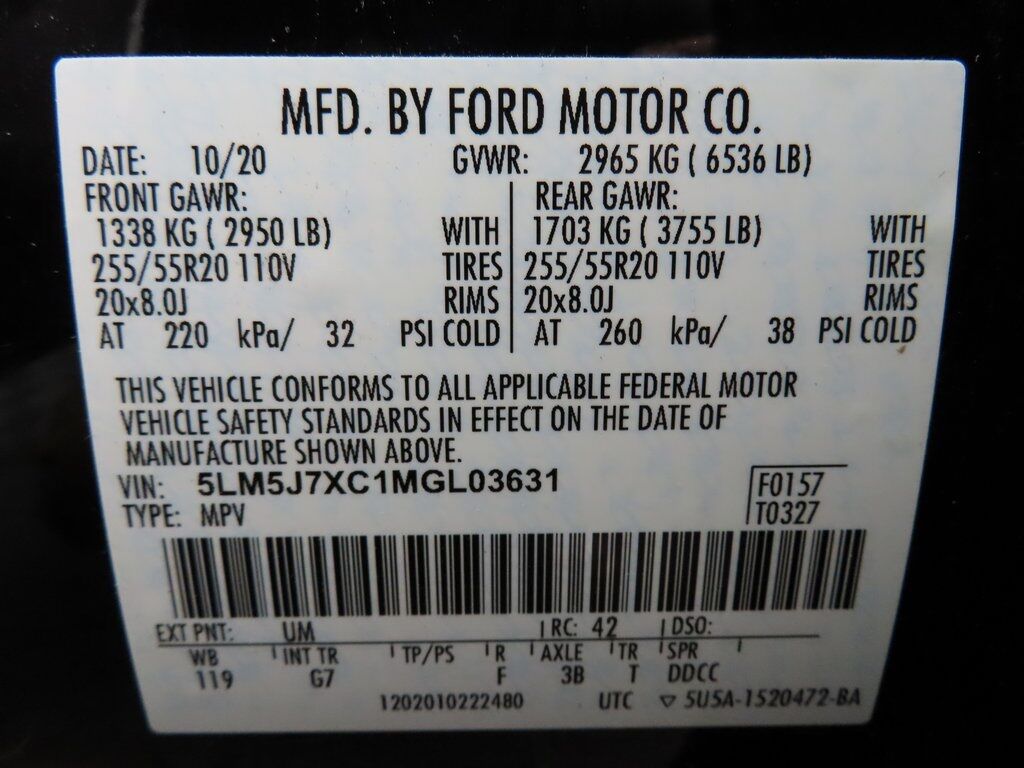 MFD. BY FORD MOTOR CO.
DATE: 10/20 GVWR: 2965 KG ( 6536 LB)
FRONT GAWR: REAR GAWR:
1338 KG ( 2950 LB) WITH 1703 KG ( 3755 LB) WITH
255/55R20 110V TIRES 255/55R20 110V TIRES
20x8.0J RIMS 20x8.0J RIMS
AT 220 kPa/ 32 PSI COLD AT 260 kPa/ 38 PSI COLD
THIS VEHICLE CONFORMS TO ALL APPLICABLE FEDERAL MOTOR
VEHICLE SAFETY STANDARDS IN EFFECT ON THE DATE OF
MANUFACTURE SHOWN ABOVE.
VIN: 5LM5J7XC1MGL03631 F0157
TYPE: MPV T0327
EXT PNT: UM RC: 42 DSO:
WB INT TR TP/PS R AXLE TR SPR
119 G7 F 3B T DDCC
1202010222480 UTC ▽ 5U5A-1520472-BA